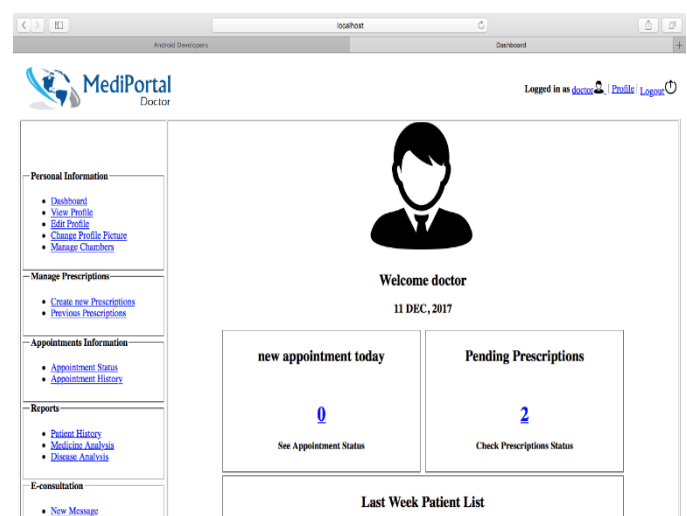 localhost
Android Developers
Dashboard
MediPortal
Doctor
Logged in as doctor | Profile | Logout
Personal Information
Dashboard
View Profile
Edit Profile
Change Profile Picture
Manage Chambers
Manage Prescriptions
Create new Prescriptions
Previous Prescriptions
Appointments Information
Appointment Status
Appointment History
Reports
Patient History
Medicine Analysis
Disease Analysis
E-consultation
New Message
Welcome doctor
11 DEC, 2017
new appointment today
0
See Appointment Status
Pending Prescriptions
2
Check Prescriptions Status
Last Week Patient List